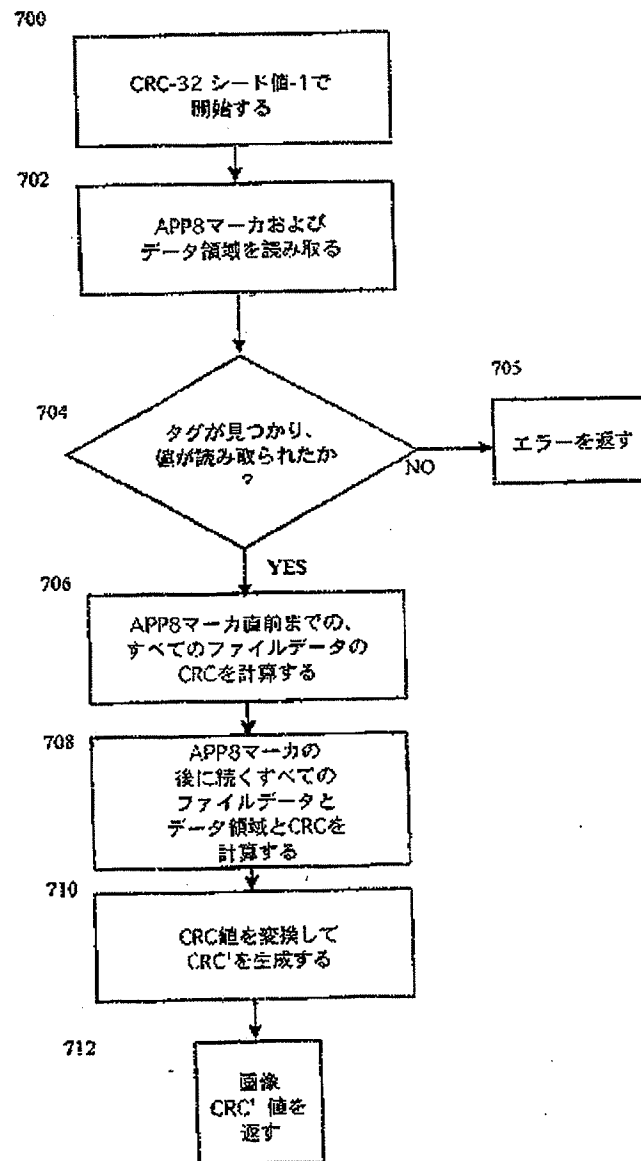 700
CRC-32 シード値-1で
開始する
702
APP8マーカおよび
データ領域を読み取る
704
タグが見つかり、
値が読み取られたか
?
NO
705
エラーを返す
YES
706
APP8マーカ直前までの、
すべてのファイルデータの
CRCを計算する
708
APP8マーカの
後に続くすべての
ファイルデータと
データ領域とCRCを
計算する
710
CRC値を変換して
CRC'を生成する
712
画像
CRC' 値を
返す